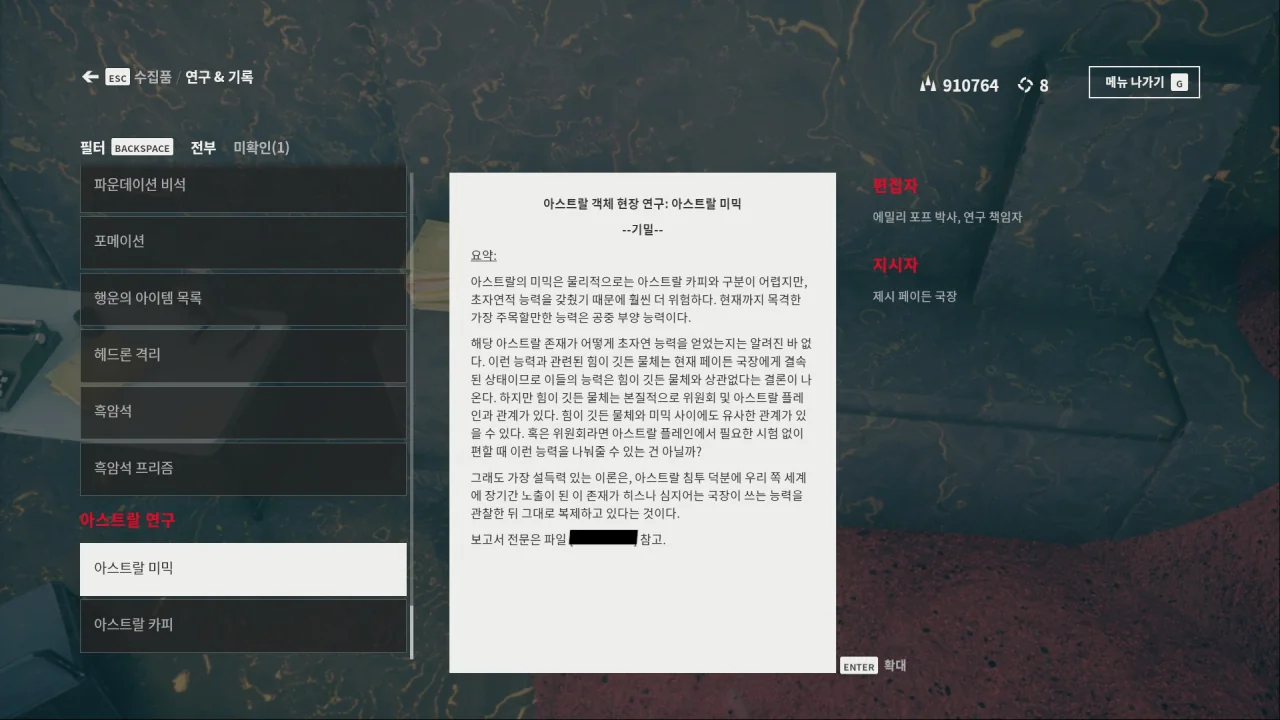 ESC 수집품 / 연구 & 기록
910764 8 메뉴 나가기 G
필터 BACKSPACE 전부 미확인(1)
파운데이션 비석
포메이션
행운의 아이템 목록
헤드론 격리
흑암석
흑암석 프리즘
아스트랄 연구
아스트랄 미믹
아스트랄 카피
아스트랄 객체 현장 연구: 아스트랄 미믹
--기밀--
요약:
아스트랄의 미믹은 물리적으로는 아스트랄 카피와 구분이 어렵지만,
초자연적 능력을 갖췄기 때문에 훨씬 더 위험하다. 현재까지 목격한
가장 주목할만한 능력은 공중 부양 능력이다.
해당 아스트랄 존재가 어떻게 초자연 능력을 얻었는지는 알려진 바 없
다. 이런 능력과 관련된 힘이 깃든 물체는 현재 페이든 국장에게 결속
된 상태이므로 이들의 능력은 힘이 깃든 물체와 상관없다는 결론이 나
온다. 하지만 힘이 깃든 물체는 본질적으로 위원회 및 아스트랄 플레
인과 관계가 있다. 힘이 깃든 물체와 미믹 사이에도 유사한 관계가 있
을 수 있다. 혹은 위원회라면 아스트랄 플레인에서 필요한 시험 없이
편할 때 이런 능력을 나눠줄 수 있는 건 아닐까?
그래도 가장 설득력 있는 이론은, 아스트랄 침투 덕분에 우리 쪽 세계
에 장기간 노출이 된 이 존재가 히스나 심지어는 국장이 쓰는 능력을
관찰한 뒤 그대로 복제하고 있다는 것이다.
보고서 전문은 파일 참고.
편집자
에밀리 포프 박사, 연구 책임자
지시자
제시 페이든 국장
ENTER 확대